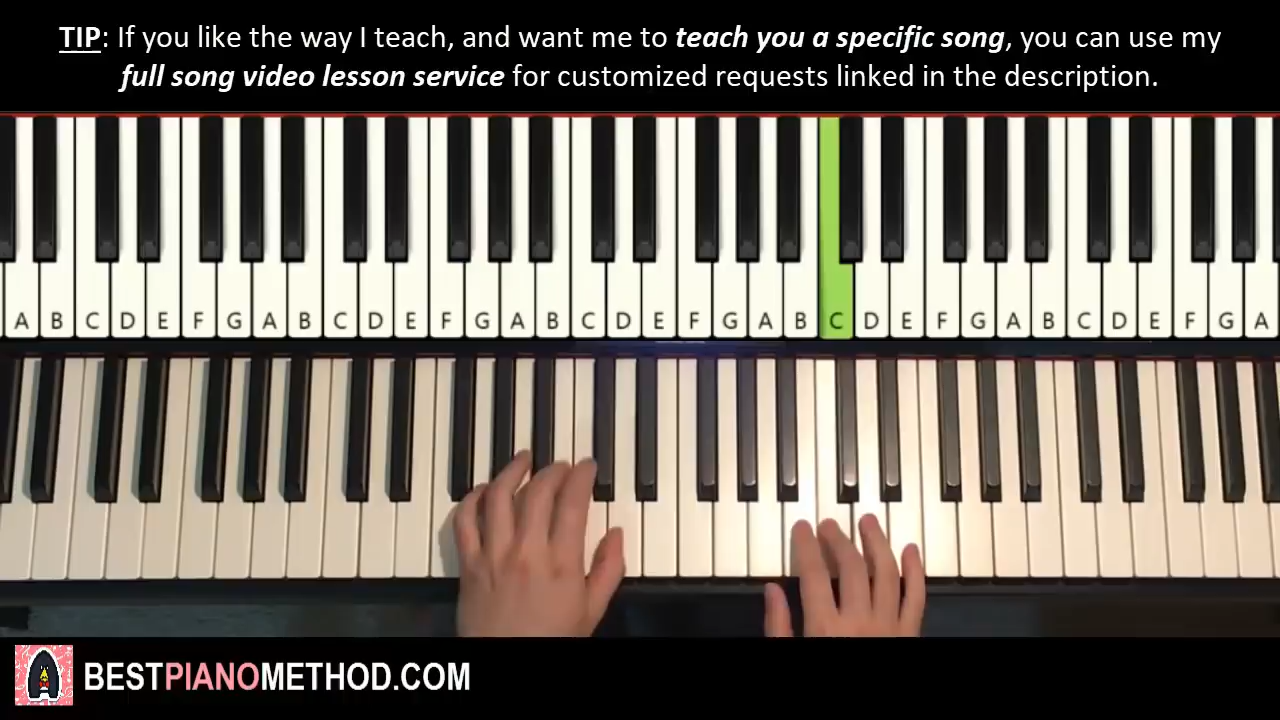 TIP: If you like the way I teach, and want me to teach you a specific song, you can use my
full song video lesson service for customized requests linked in the description.
A B C D E F G A B C D E F G A B C D E F G A B C D E F G A B C D E F G A
BESTPIANOMETHOD.COM